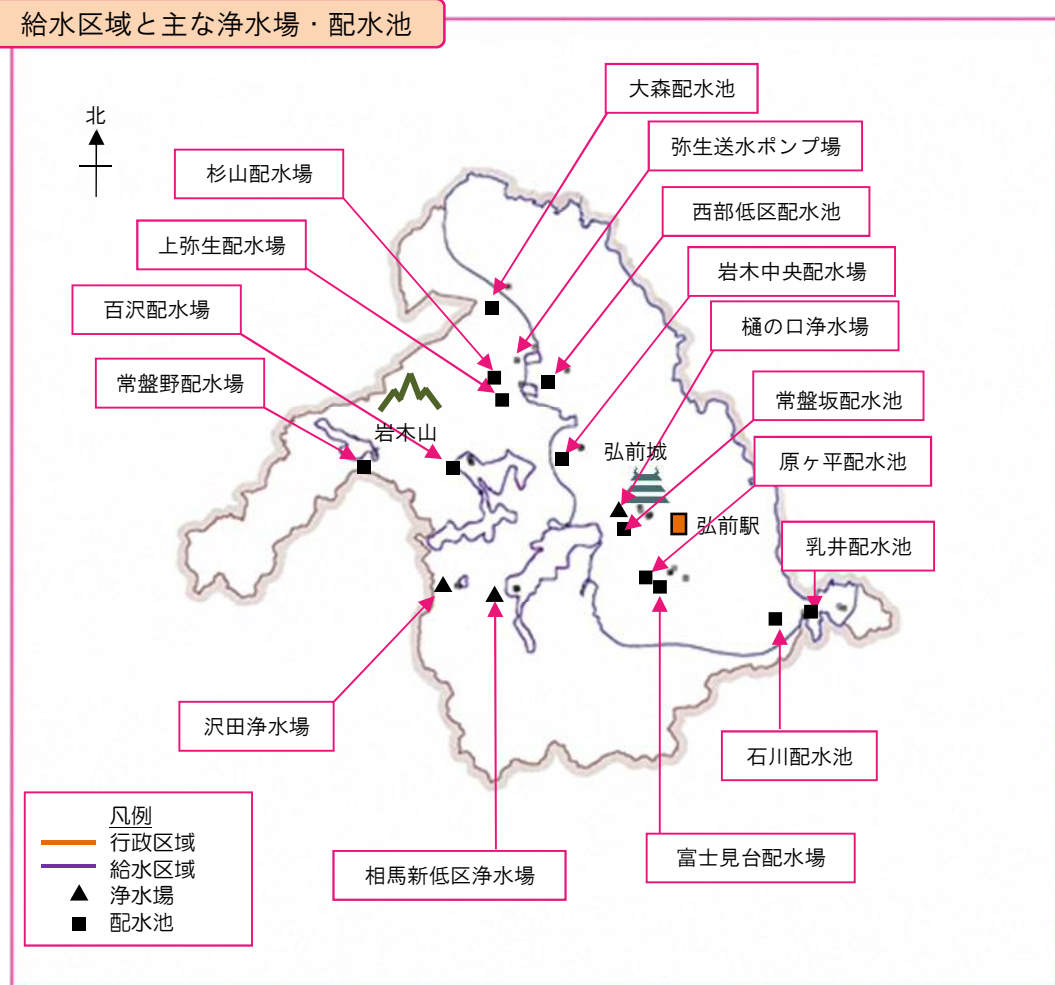 給水区域と主な浄水場・配水池
北
大森配水池
弥生送水ポンプ場
杉山配水場
西部低区配水池
上弥生配水場
岩木中央配水場
百沢配水場
樋の口浄水場
常盤野配水場
常盤坂配水池
岩木山
弘前城
原ヶ平配水池
弘前駅
乳井配水池
沢田浄水場
石川配水池
富士見台配水場
相馬新低区浄水場
凡例
行政区域
給水区域
浄水場
配水池